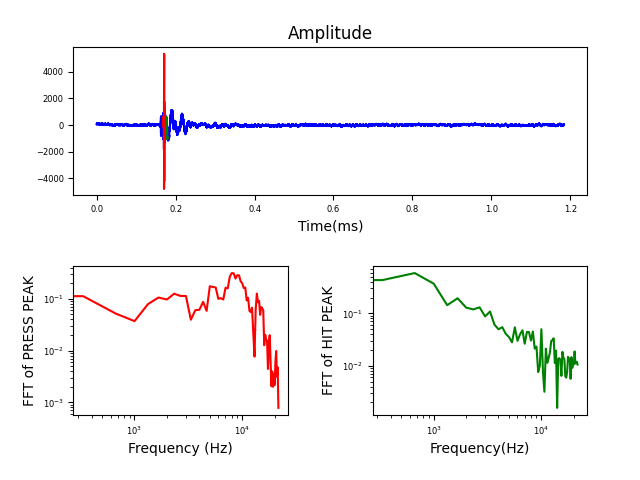 Amplitude
4000
2000
0
−2000
−4000
0.0 0.2 0.4 0.6 0.8 1.0 1.2
Time(ms)
FFT of PRESS PEAK
10⁻¹
10⁻²
10⁻³
10³ 10⁴
Frequency (Hz)
FFT of HIT PEAK
10⁻¹
10⁻²
10³ 10⁴
Frequency(Hz)